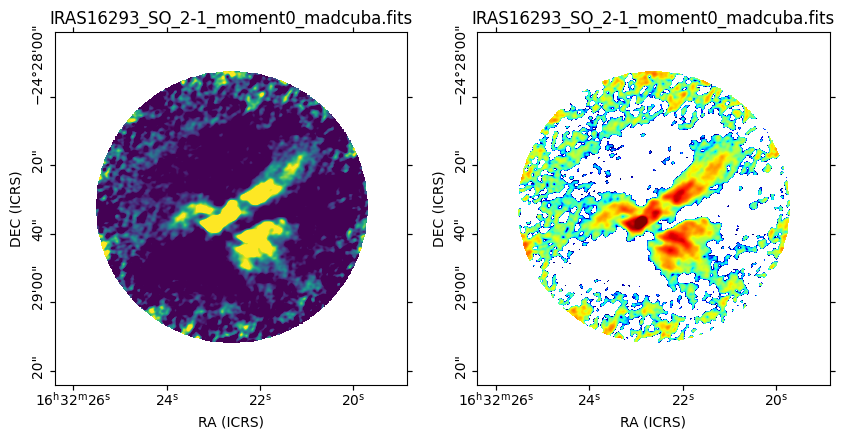 IRAS16293_SO_2-1_moment0_madcuba.fits
−24°28'00"
20"
40"
29'00"
20"
DEC (ICRS)
16h32m26s 24s 22s 20s
RA (ICRS)
IRAS16293_SO_2-1_moment0_madcuba.fits
−24°28'00"
20"
40"
29'00"
20"
DEC (ICRS)
16h32m26s 24s 22s 20s
RA (ICRS)